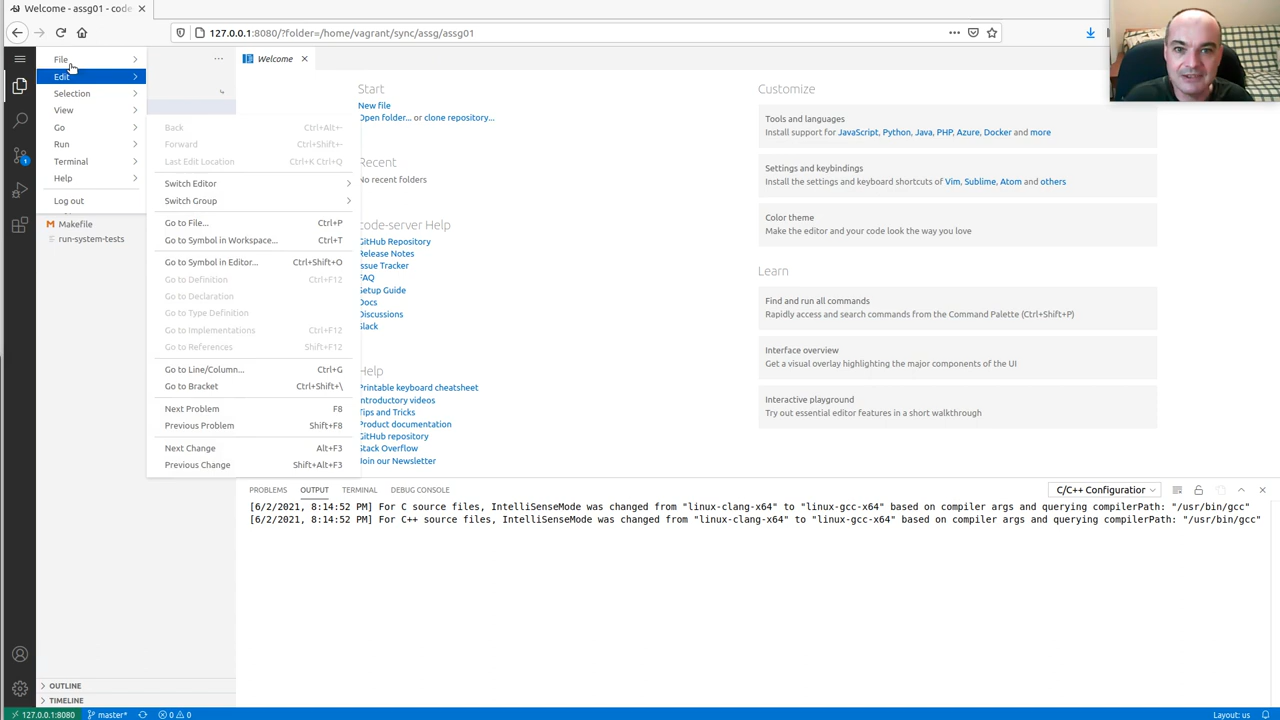 Welcome - assg01 - code
127.0.0.1:8080/?folder=/home/vagrant/sync/assg/assg01
File
Edit
Selection
View
Go
Run
Terminal
Help
Log out
Makefile
run-system-tests
Back Ctrl+Alt+-
Forward Ctrl+Shift+-
Last Edit Location Ctrl+K Ctrl+Q
Switch Editor
Switch Group
Go to File... Ctrl+P
Go to Symbol in Workspace... Ctrl+T
Go to Symbol in Editor... Ctrl+Shift+O
Go to Definition Ctrl+F12
Go to Declaration
Go to Type Definition
Go to Implementations Ctrl+F12
Go to References Shift+F12
Go to Line/Column... Ctrl+G
Go to Bracket Ctrl+Shift+\
Next Problem F8
Previous Problem Shift+F8
Next Change Alt+F3
Previous Change Shift+Alt+F3
Welcome
Start
New file
Open folder... or clone repository...
Recent
No recent folders
code-server Help
GitHub Repository
Release Notes
Issue Tracker
FAQ
Setup Guide
Docs
Discussions
Slack
Help
Printable keyboard cheatsheet
Introductory videos
Tips and Tricks
Product documentation
GitHub repository
Stack Overflow
Join our Newsletter
Customize
Tools and languages
Install support for JavaScript, Python, Java, PHP, Azure, Docker and more
Settings and keybindings
Install the settings and keyboard shortcuts of Vim, Sublime, Atom and others
Color theme
Make the editor and your code look the way you love
Learn
Find and run all commands
Rapidly access and search commands from the Command Palette (Ctrl+Shift+P)
Interface overview
Get a visual overlay highlighting the major components of the UI
Interactive playground
Try out essential editor features in a short walkthrough
PROBLEMS OUTPUT TERMINAL DEBUG CONSOLE
C/C++ Configuration
[6/2/2021, 8:14:52 PM] For C source files, IntelliSenseMode was changed from "linux-clang-x64" to "linux-gcc-x64" based on compiler args and querying compilerPath: "/usr/bin/gcc"
[6/2/2021, 8:14:52 PM] For C++ source files, IntelliSenseMode was changed from "linux-clang-x64" to "linux-gcc-x64" based on compiler args and querying compilerPath: "/usr/bin/gcc"
OUTLINE
TIMELINE
127.0.0.1:8080 master* 0 0
Layout: us
1